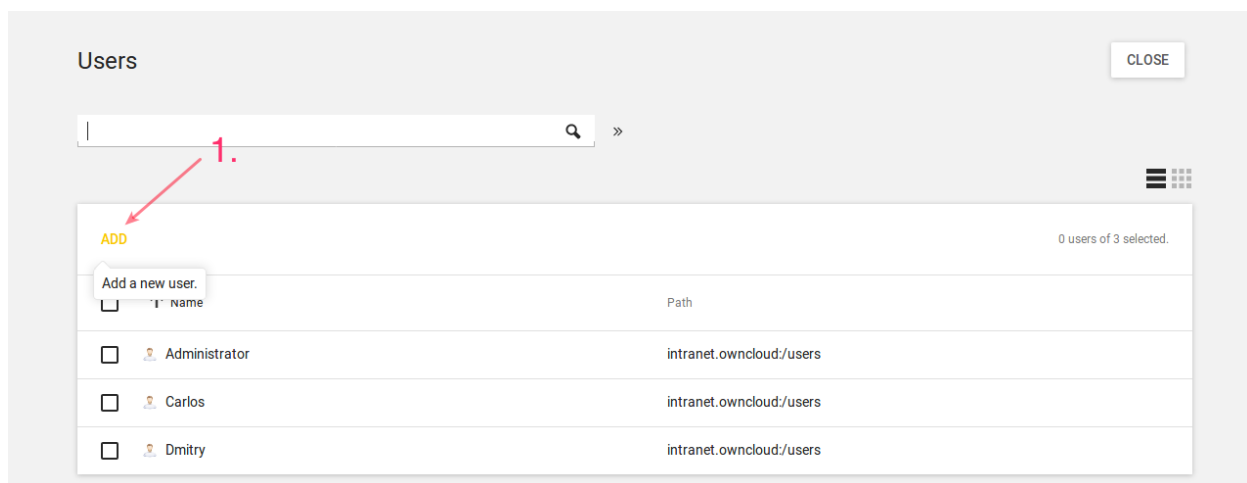 Users
CLOSE
»
1.
ADD
0 users of 3 selected.
Add a new user.
Name Path
Administrator intranet.owncloud:/users
Carlos intranet.owncloud:/users
Dmitry intranet.owncloud:/users